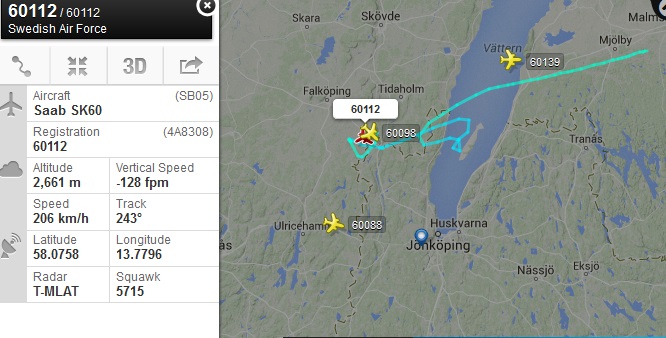 60112 / 60112
Swedish Air Force
3D
Aircraft (SB05)
Saab SK60
Registration (4A8308)
60112
Altitude Vertical Speed
2,661 m -128 fpm
Speed Track
206 km/h 243°
Latitude Longitude
58.0758 13.7796
Radar Squawk
T-MLAT 5715
Skara
Skövde
Malms
Mjölby
Vättern
60139
Falköping
Tidaholm
60112
60098
Tranås
Ulricehamn
60088
Huskvarna
Jönköping
Nässjö
Eksjö